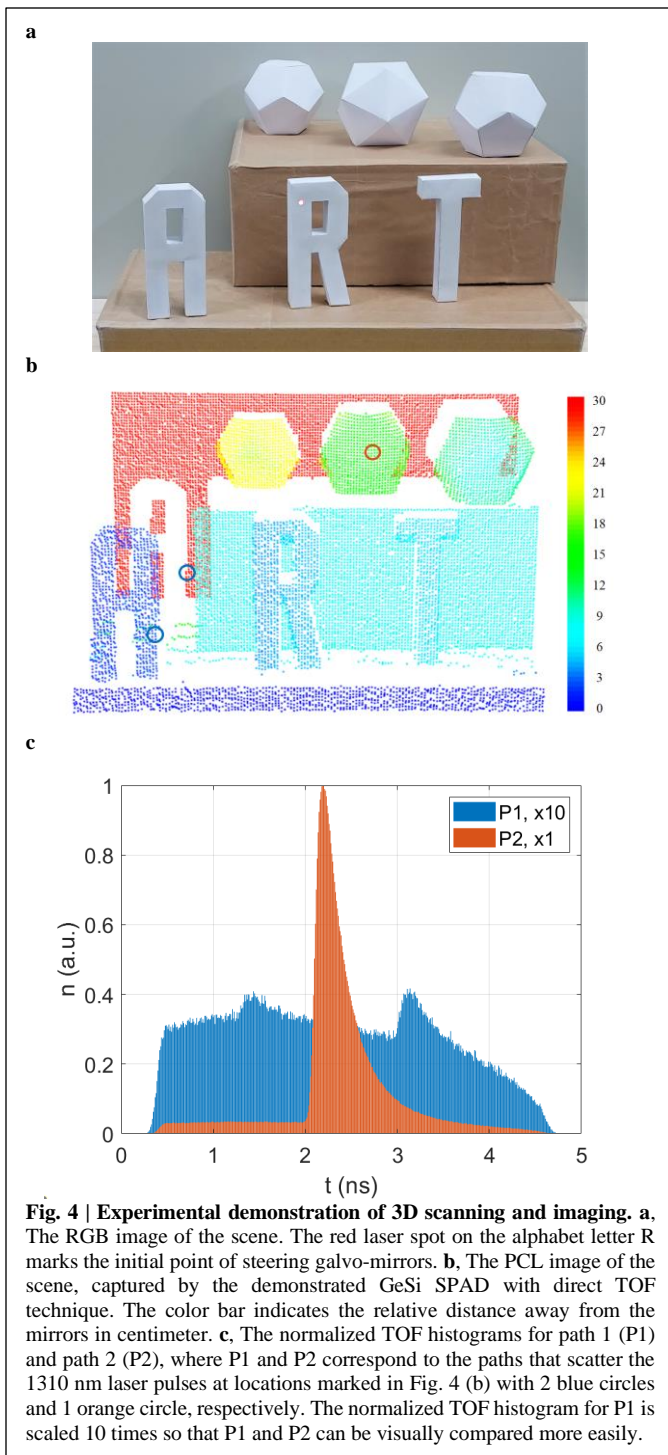 a
A R T
b
30
27
24
21
18
15
12
9
6
3
0
A R T
c
1
0.8
0.6
0.4
0.2
0
n (a.u.)
P1, x10
P2, x1
0 1 2 3 4 5
t (ns)
Fig. 4 | Experimental demonstration of 3D scanning and imaging. a,
The RGB image of the scene. The red laser spot on the alphabet letter R
marks the initial point of steering galvo-mirrors. b, The PCL image of the
scene, captured by the demonstrated GeSi SPAD with direct TOF
technique. The color bar indicates the relative distance away from the
mirrors in centimeter. c, The normalized TOF histograms for path 1 (P1)
and path 2 (P2), where P1 and P2 correspond to the paths that scatter the
1310 nm laser pulses at locations marked in Fig. 4 (b) with 2 blue circles
and 1 orange circle, respectively. The normalized TOF histogram for P1 is
scaled 10 times so that P1 and P2 can be visually compared more easily.